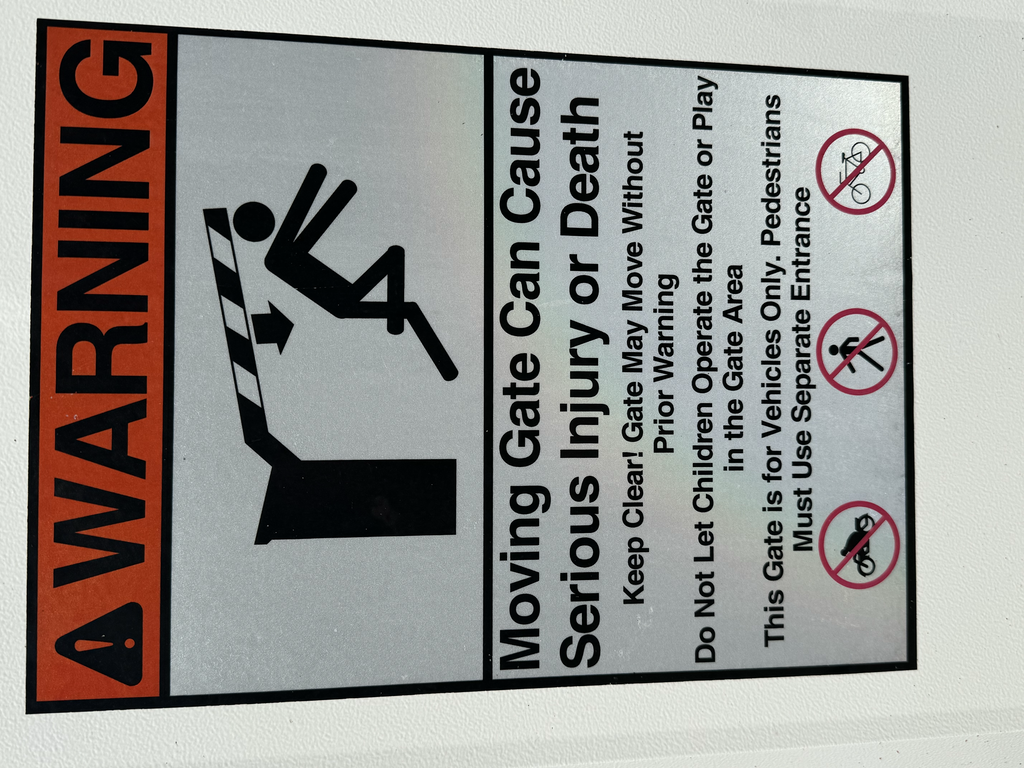 WARNING
Moving Gate Can Cause
Serious Injury or Death
Keep Clear! Gate May Move Without
Prior Warning
Do Not Let Children Operate the Gate or Play
in the Gate Area
This Gate is for Vehicles Only. Pedestrians
Must Use Separate Entrance